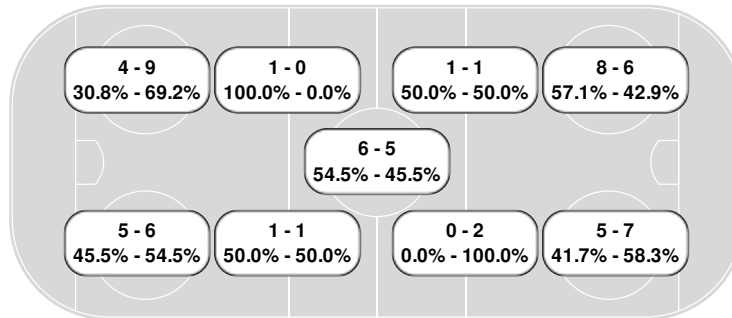 4 - 9
30.8% - 69.2%
1 - 0
100.0% - 0.0%
1 - 1
50.0% - 50.0%
8 - 6
57.1% - 42.9%
6 - 5
54.5% - 45.5%
5 - 6
45.5% - 54.5%
1 - 1
50.0% - 50.0%
0 - 2
0.0% - 100.0%
5 - 7
41.7% - 58.3%